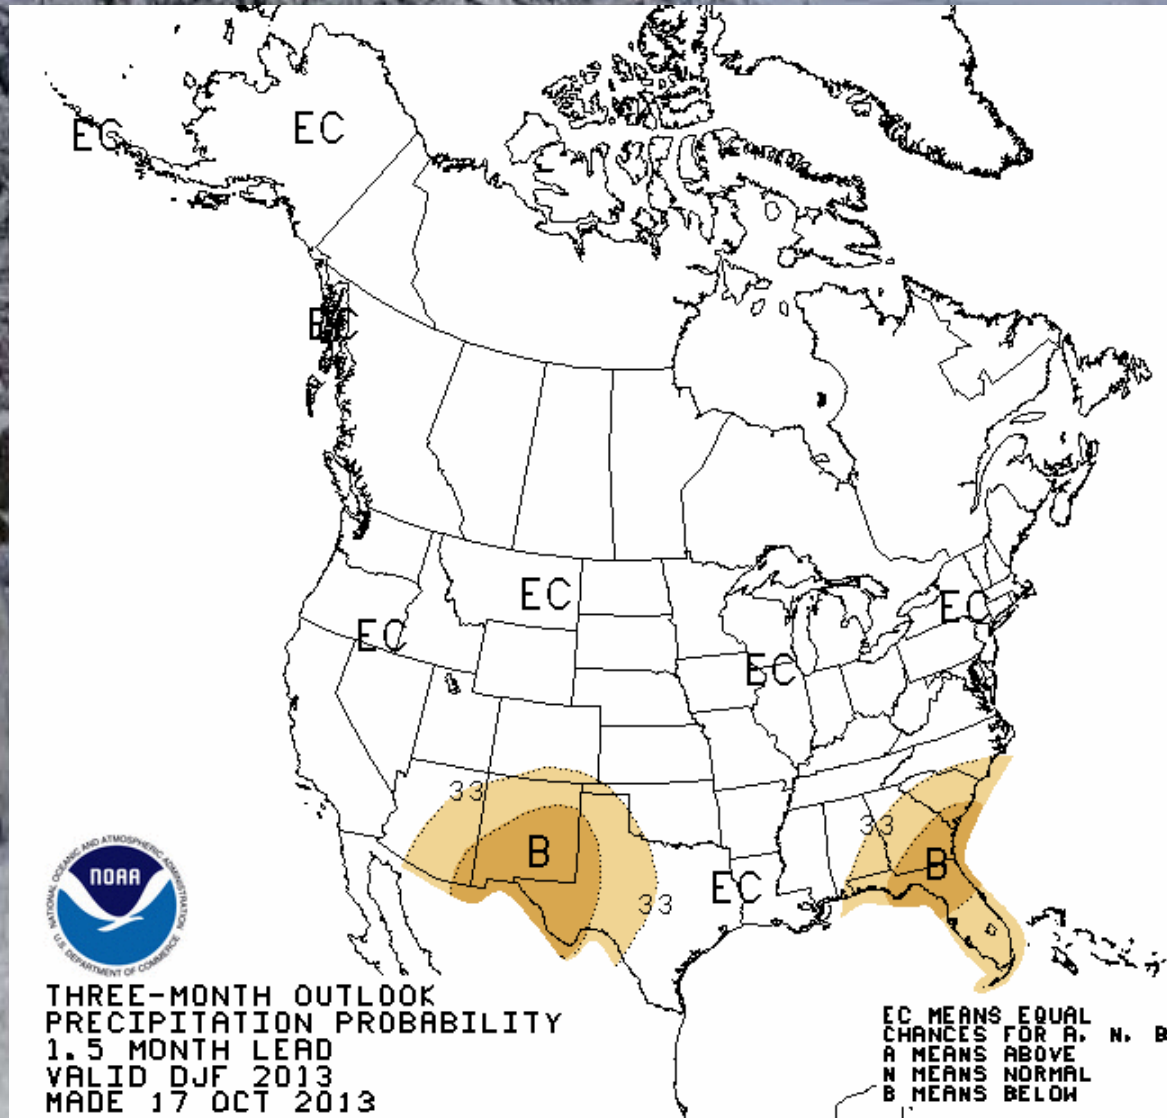 EC
EC
EC
EC
EC
EC
EC
33
B
33
33
B
EC
NATIONAL OCEANIC AND ATMOSPHERIC ADMINISTRATION
NOAA
U.S. DEPARTMENT OF COMMERCE
THREE-MONTH OUTLOOK
PRECIPITATION PROBABILITY
1.5 MONTH LEAD
VALID DJF 2013
MADE 17 OCT 2013
EC MEANS EQUAL
CHANCES FOR A, N, B
A MEANS ABOVE
N MEANS NORMAL
B MEANS BELOW